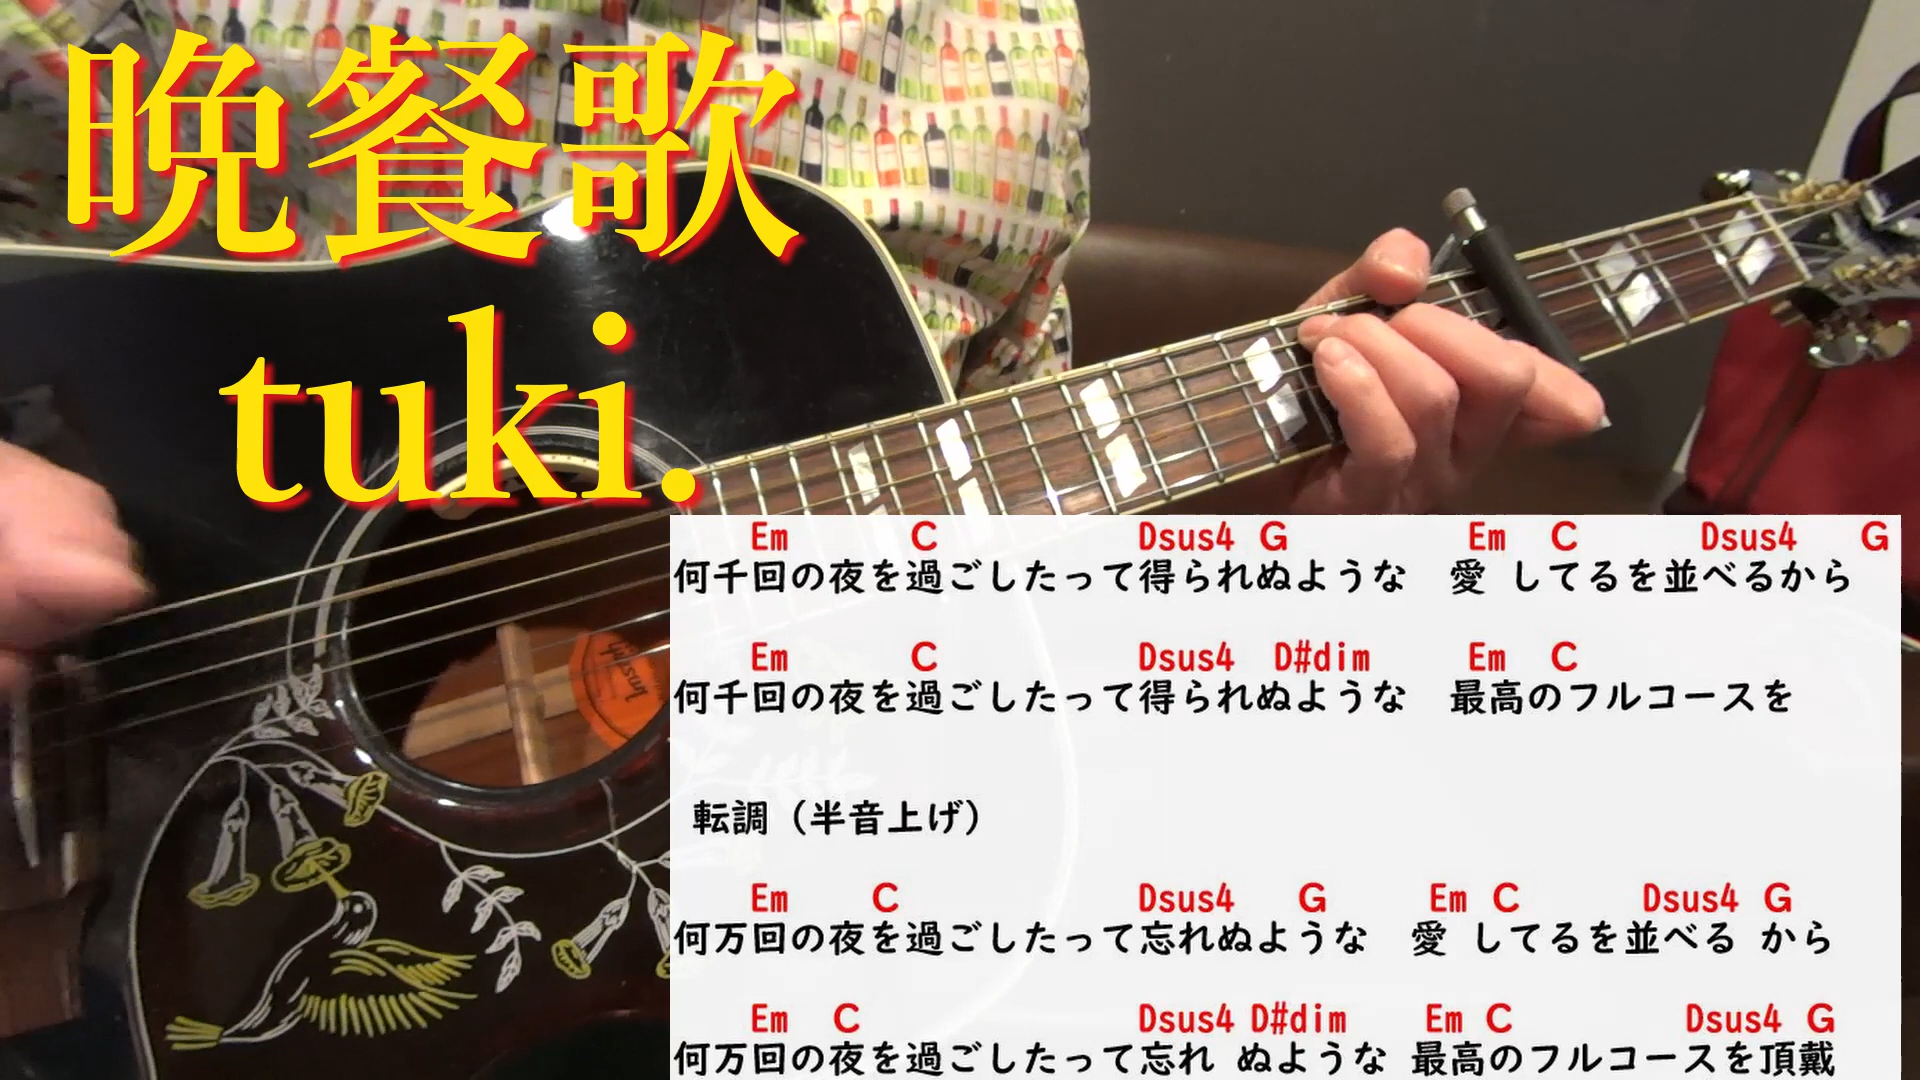 晩餐歌
tuki.
Em C Dsus4 G Em C Dsus4 G
何千回の夜を過ごしたって得られぬような 愛 してるを並べるから
Em C Dsus4 D#dim Em C
何千回の夜を過ごしたって得られぬような 最高のフルコースを
転調（半音上げ）
Em C Dsus4 G Em C Dsus4 G
何万回の夜を過ごしたって忘れぬような 愛 してるを並べる から
Em C Dsus4 D#dim Em C Dsus4 G
何万回の夜を過ごしたって忘れ ぬような 最高のフルコースを頂戴